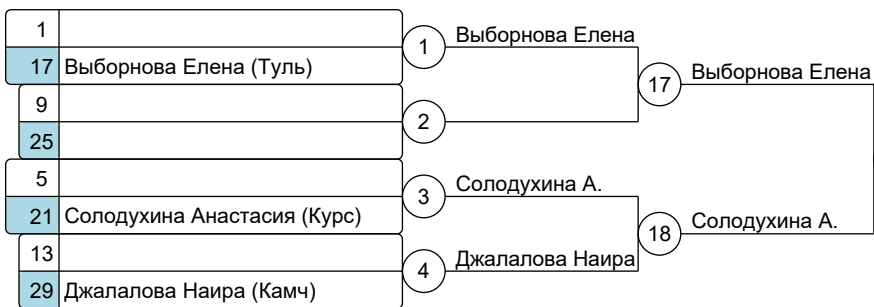 1
17 Выборнова Елена (Туль)
9
25
5
21 Солодухина Анастасия (Курс)
13
29 Джалалова Наира (Камч)
1 Выборнова Елена
2
3 Солодухина А.
4 Джалалова Наира
17 Выборнова Елена
18 Солодухина А.